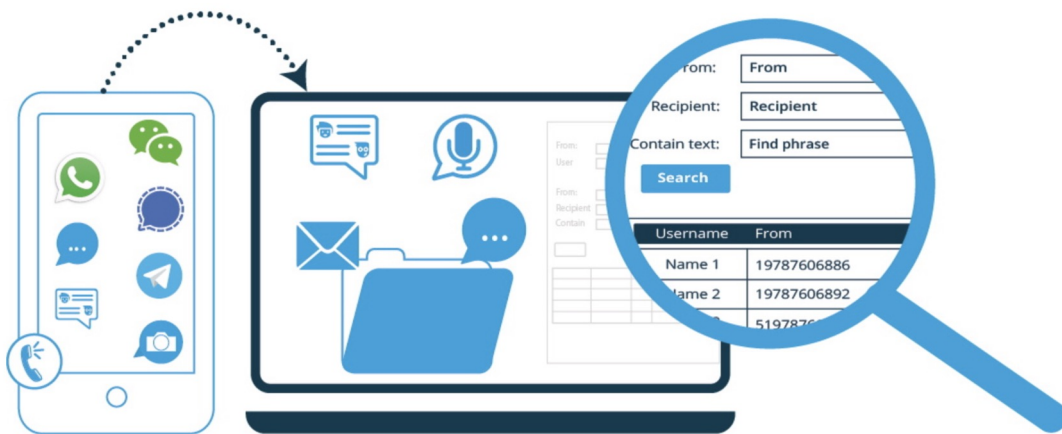 From:
User
From:
Recipient
Contain
rom: From
Recipient: Recipient
Contain text: Find phrase
Search
Username From
Name 1 19787606886
Name 2 19787606892